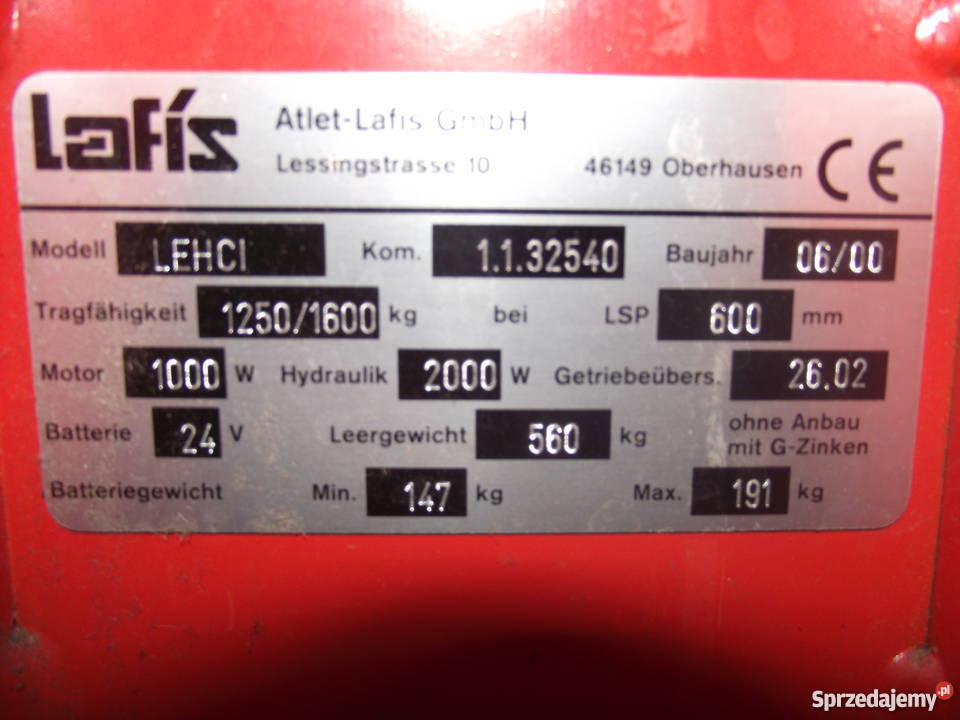 Lafís
Atlet-Lafis GmbH
Lessingstrasse 10 46149 Oberhausen CE
Modell LEHCI Kom. 1.1.32540 Baujahr 06/00
Tragfähigkeit 1250/1600 kg bei LSP 600 mm
Motor 1000 W Hydraulik 2000 W Getriebeübers. 26.02
Batterie 24 V Leergewicht 560 kg ohne Anbau
mit G-Zinken
Batteriegewicht Min. 147 kg Max. 191 kg
Sprzedajemy.pl